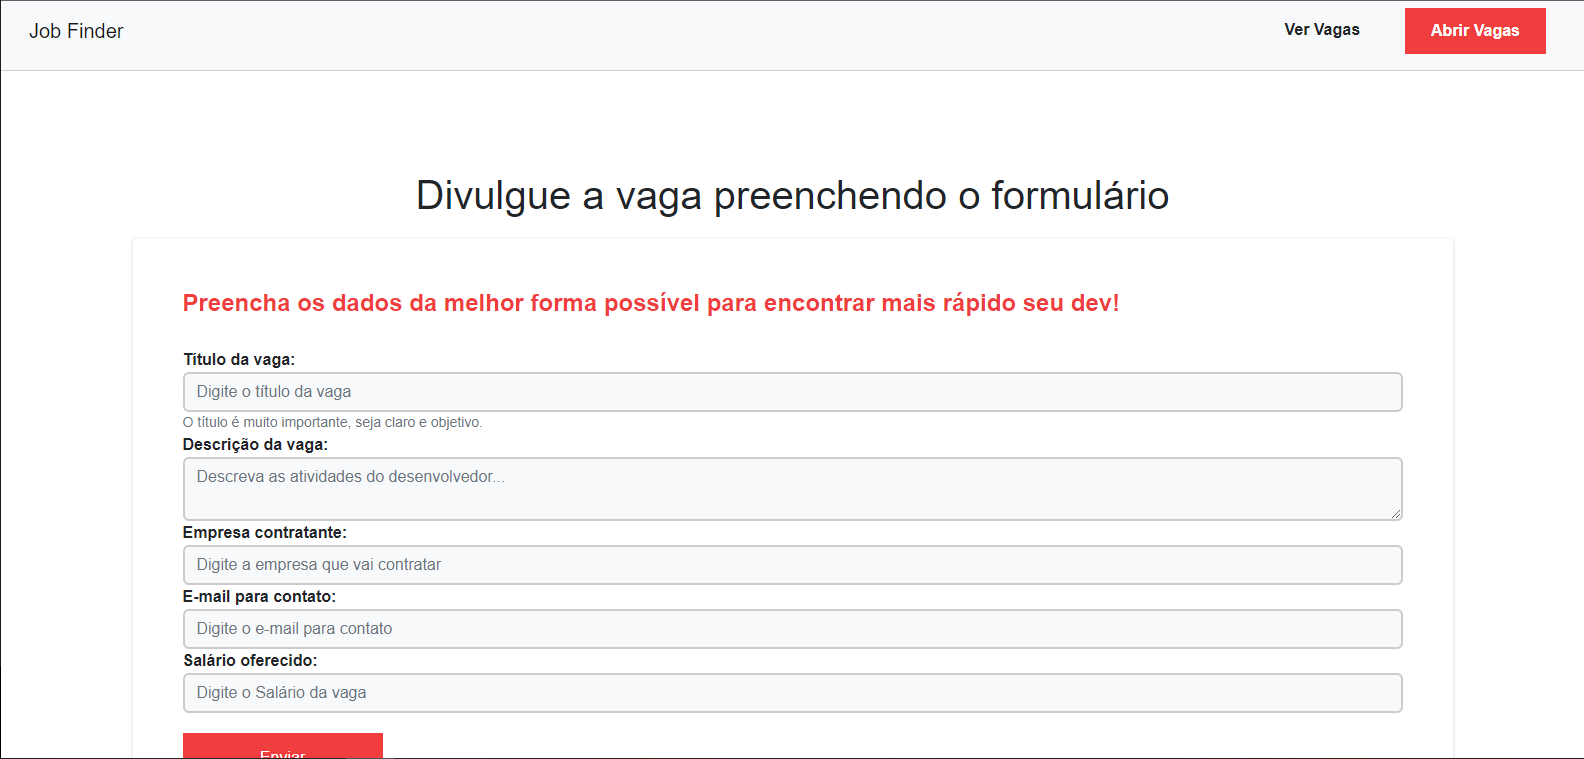 Job Finder
Ver Vagas
Abrir Vagas
Divulgue a vaga preenchendo o formulário
Preencha os dados da melhor forma possível para encontrar mais rápido seu dev!
Título da vaga:
Digite o título da vaga
O título é muito importante, seja claro e objetivo.
Descrição da vaga:
Descreva as atividades do desenvolvedor...
Empresa contratante:
Digite a empresa que vai contratar
E-mail para contato:
Digite o e-mail para contato
Salário oferecido:
Digite o Salário da vaga
Enviar